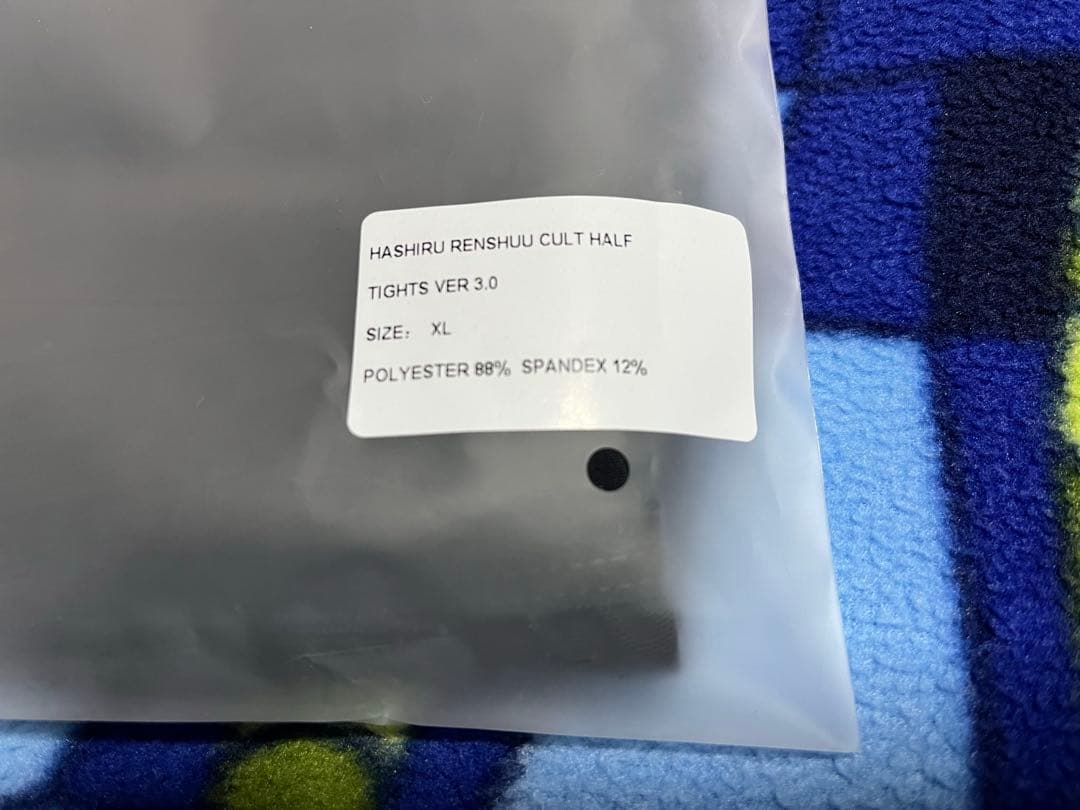 HASHIRU RENSHUU CULT HALF
TIGHTS VER 3.0
SIZE: XL
POLYESTER 88% SPANDEX 12%